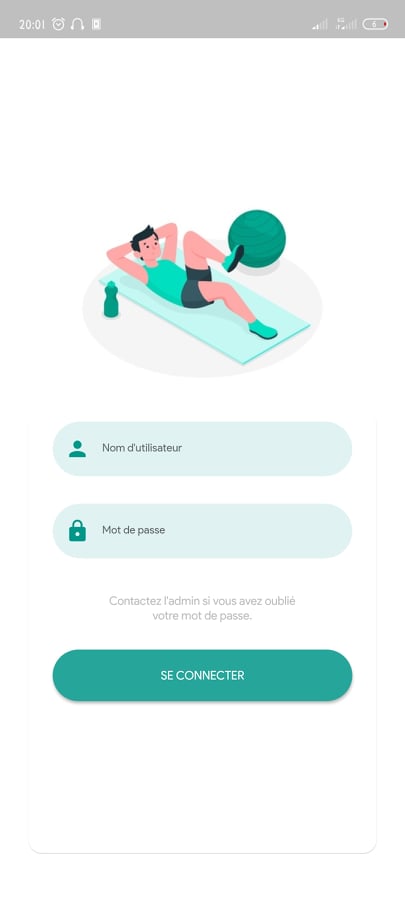 20:01
6
Nom d'utilisateur
Mot de passe
Contactez l'admin si vous avez oublié
votre mot de passe.
SE CONNECTER